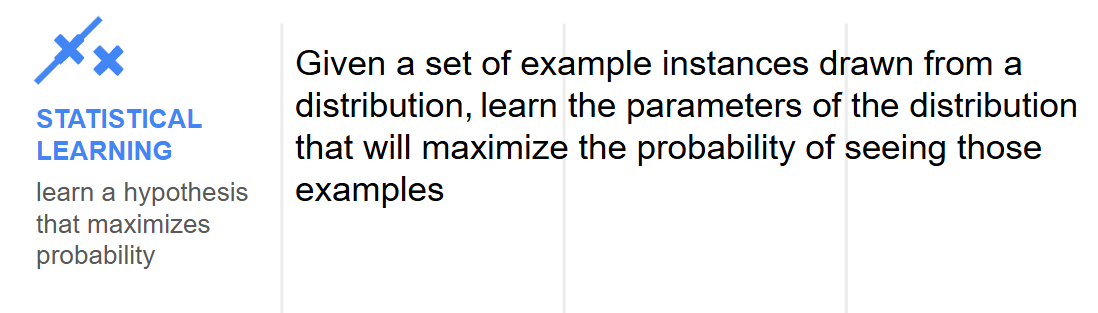 STATISTICAL
LEARNING
learn a hypothesis
that maximizes
probability
Given a set of example instances drawn from a
distribution, learn the parameters of the distribution
that will maximize the probability of seeing those
examples